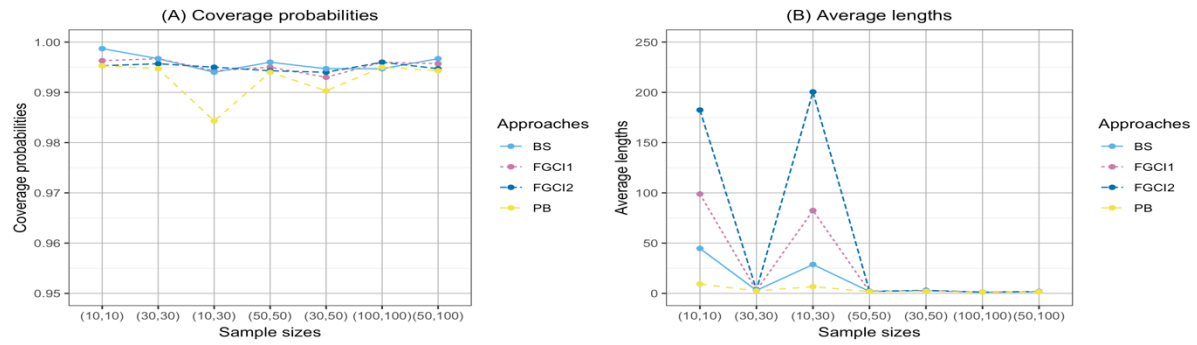 (A) Coverage probabilities
Coverage probabilities
1.00
0.99
0.98
0.97
0.96
0.95
(10,10) (30,30) (10,30) (50,50) (30,50) (100,100) (50,100)
Sample sizes
Approaches
BS
FGCI1
FGCI2
PB
(B) Average lengths
Average lengths
250
200
150
100
50
0
(10,10) (30,30) (10,30) (50,50) (30,50) (100,100) (50,100)
Sample sizes
Approaches
BS
FGCI1
FGCI2
PB